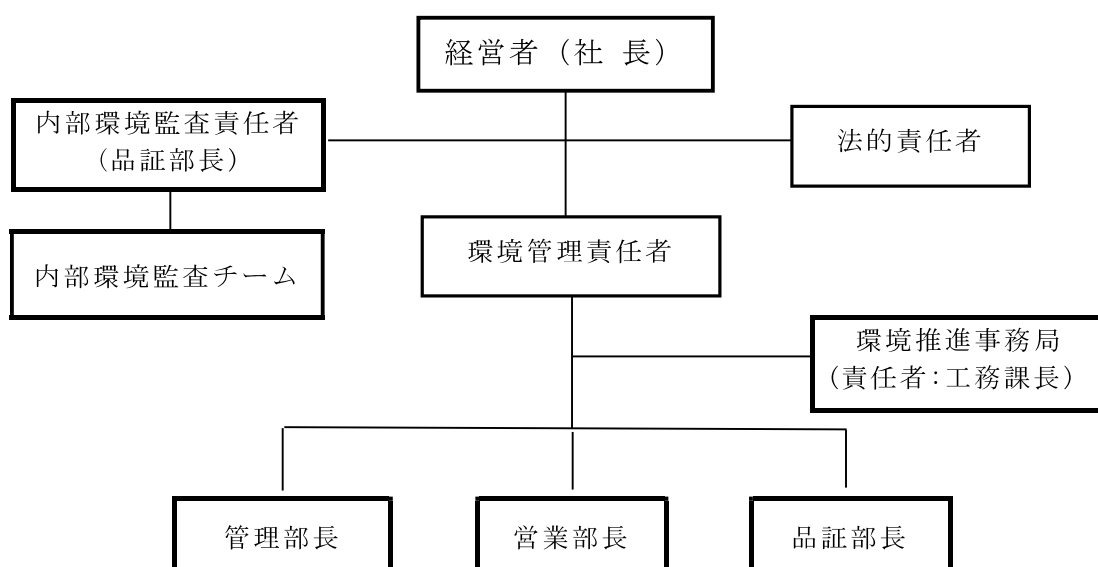 経営者（社 長）
内部環境監査責任者
（品証部長）
法的責任者
内部環境監査チーム
環境管理責任者
環境推進事務局
（責任者：工務課長）
管理部長
営業部長
品証部長